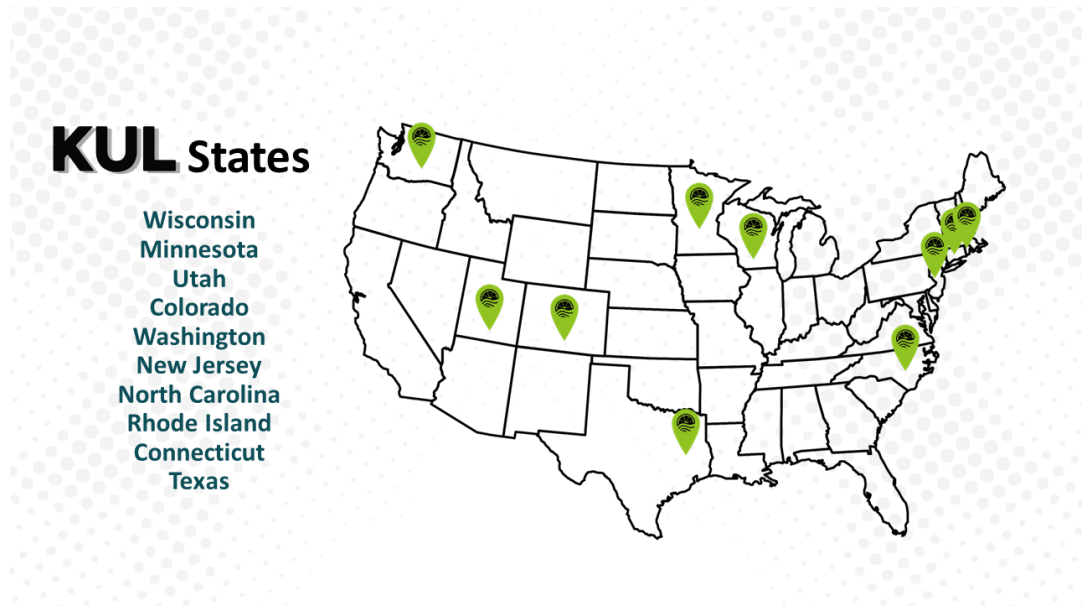 KUL States
Wisconsin
Minnesota
Utah
Colorado
Washington
New Jersey
North Carolina
Rhode Island
Connecticut
Texas